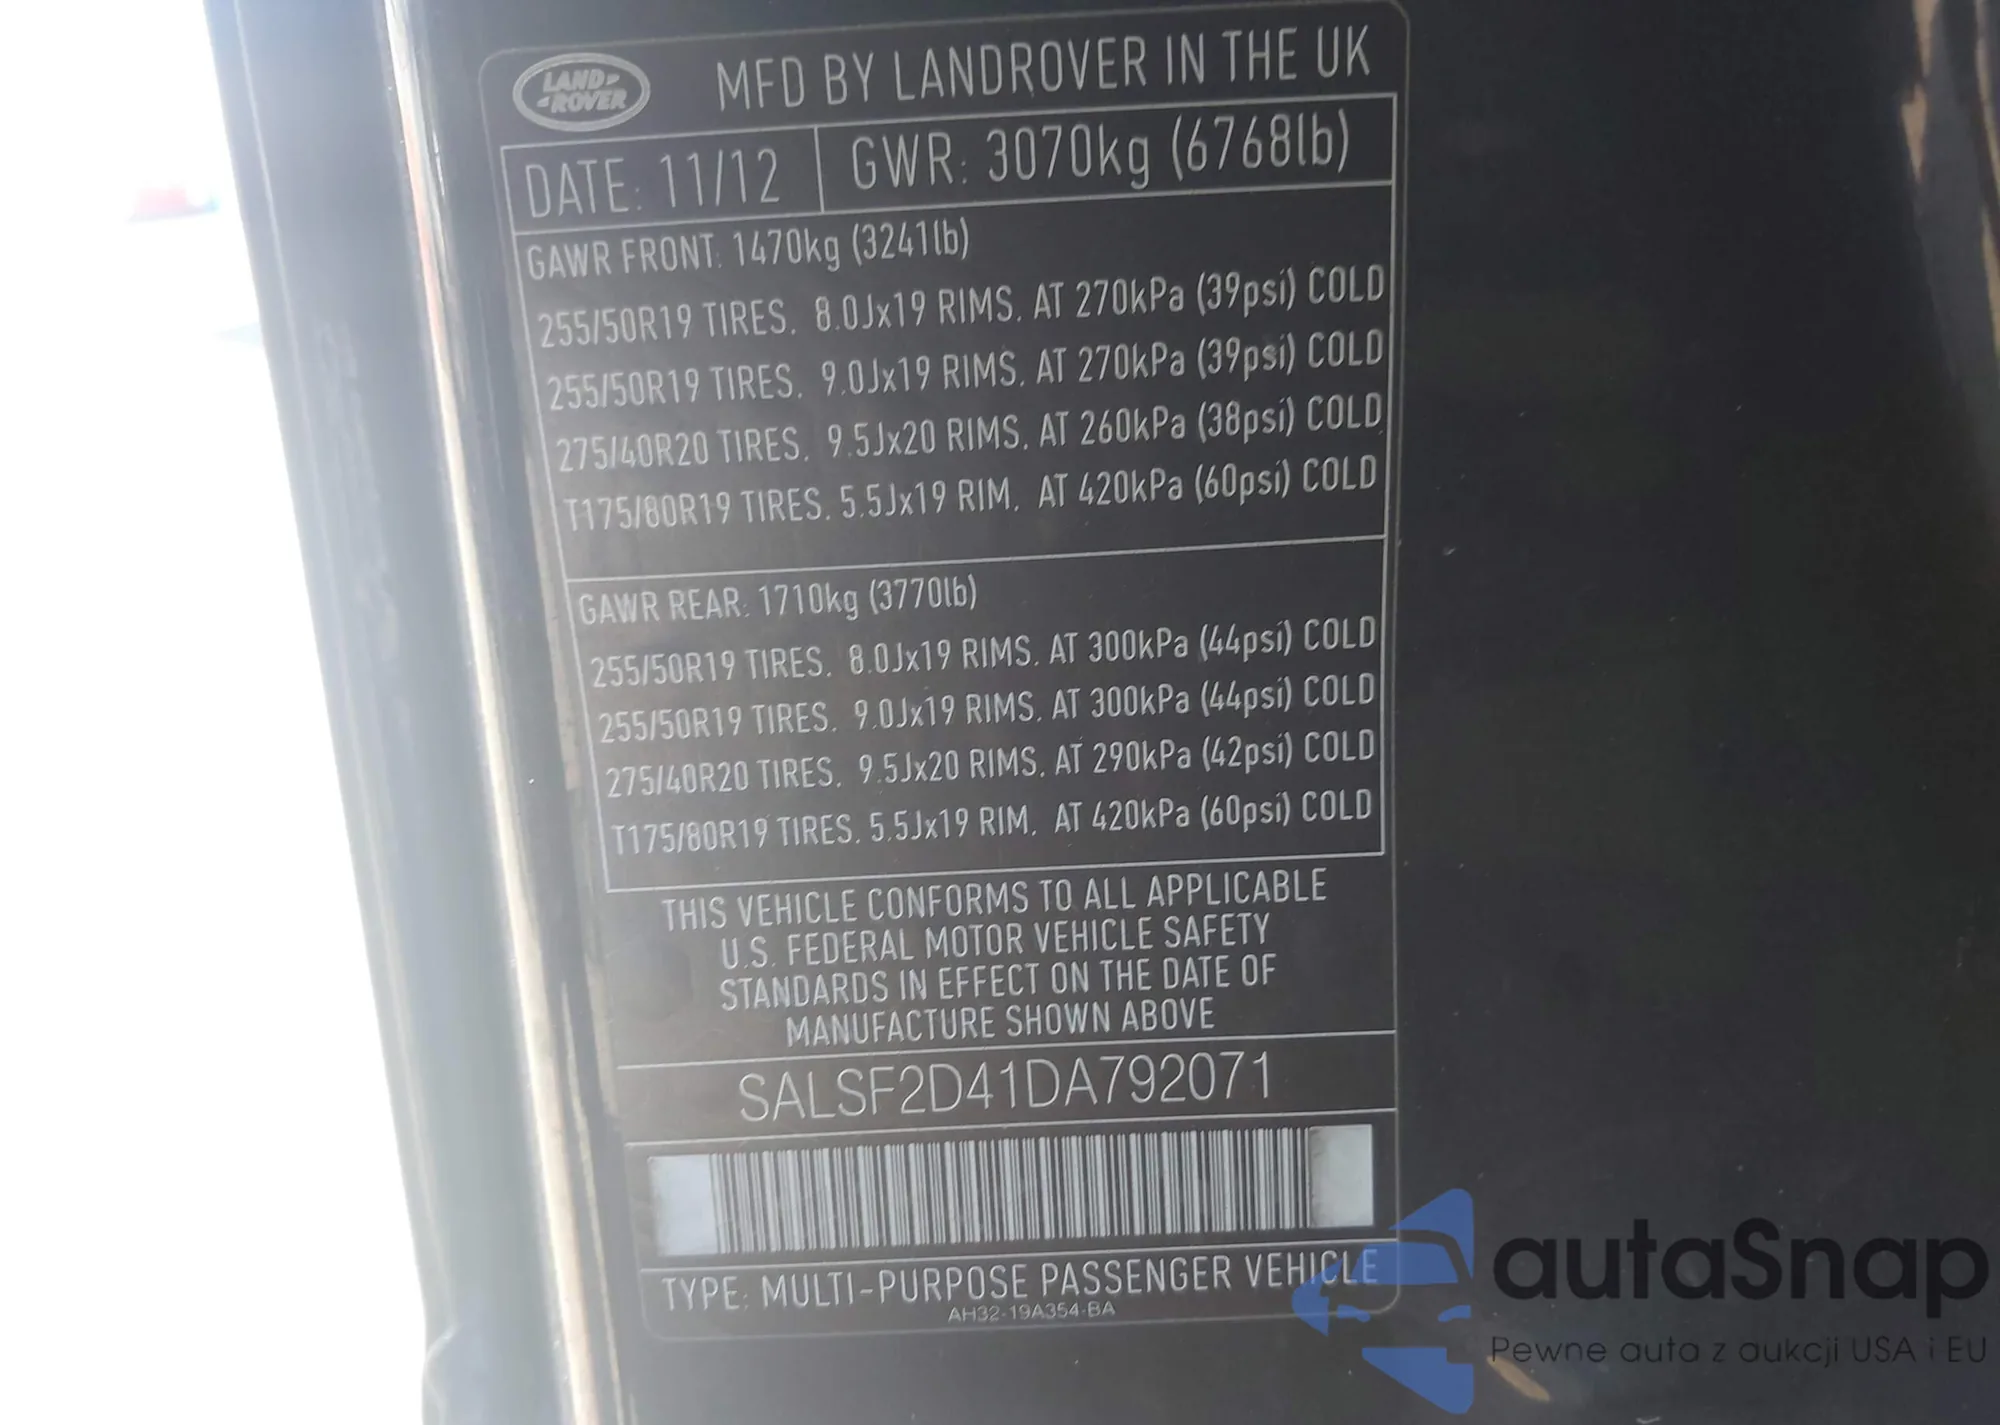 LAND-
-ROVER
MFD BY LANDROVER IN THE UK
DATE: 11/12
GWR: 3070kg (6768lb)
GAWR FRONT: 1470kg (3241lb)
255/50R19 TIRES. 8.0Jx19 RIMS. AT 270kPa (39psi) COLD
255/50R19 TIRES. 9.0Jx19 RIMS. AT 270kPa (39psi) COLD
275/40R20 TIRES. 9.5Jx20 RIMS. AT 260kPa (38psi) COLD
T175/80R19 TIRES. 5.5Jx19 RIM. AT 420kPa (60psi) COLD
GAWR REAR: 1710kg (3770lb)
255/50R19 TIRES. 8.0Jx19 RIMS. AT 300kPa (44psi) COLD
255/50R19 TIRES. 9.0Jx19 RIMS. AT 300kPa (44psi) COLD
275/40R20 TIRES. 9.5Jx20 RIMS. AT 290kPa (42psi) COLD
T175/80R19 TIRES. 5.5Jx19 RIM. AT 420kPa (60psi) COLD
THIS VEHICLE CONFORMS TO ALL APPLICABLE
U.S. FEDERAL MOTOR VEHICLE SAFETY
STANDARDS IN EFFECT ON THE DATE OF
MANUFACTURE SHOWN ABOVE
SALSF2D41DA792071
TYPE: MULTI-PURPOSE PASSENGER VEHICLE
AH32-19A354-BA
autaSnap
Pewne auta z aukcji USA i EU